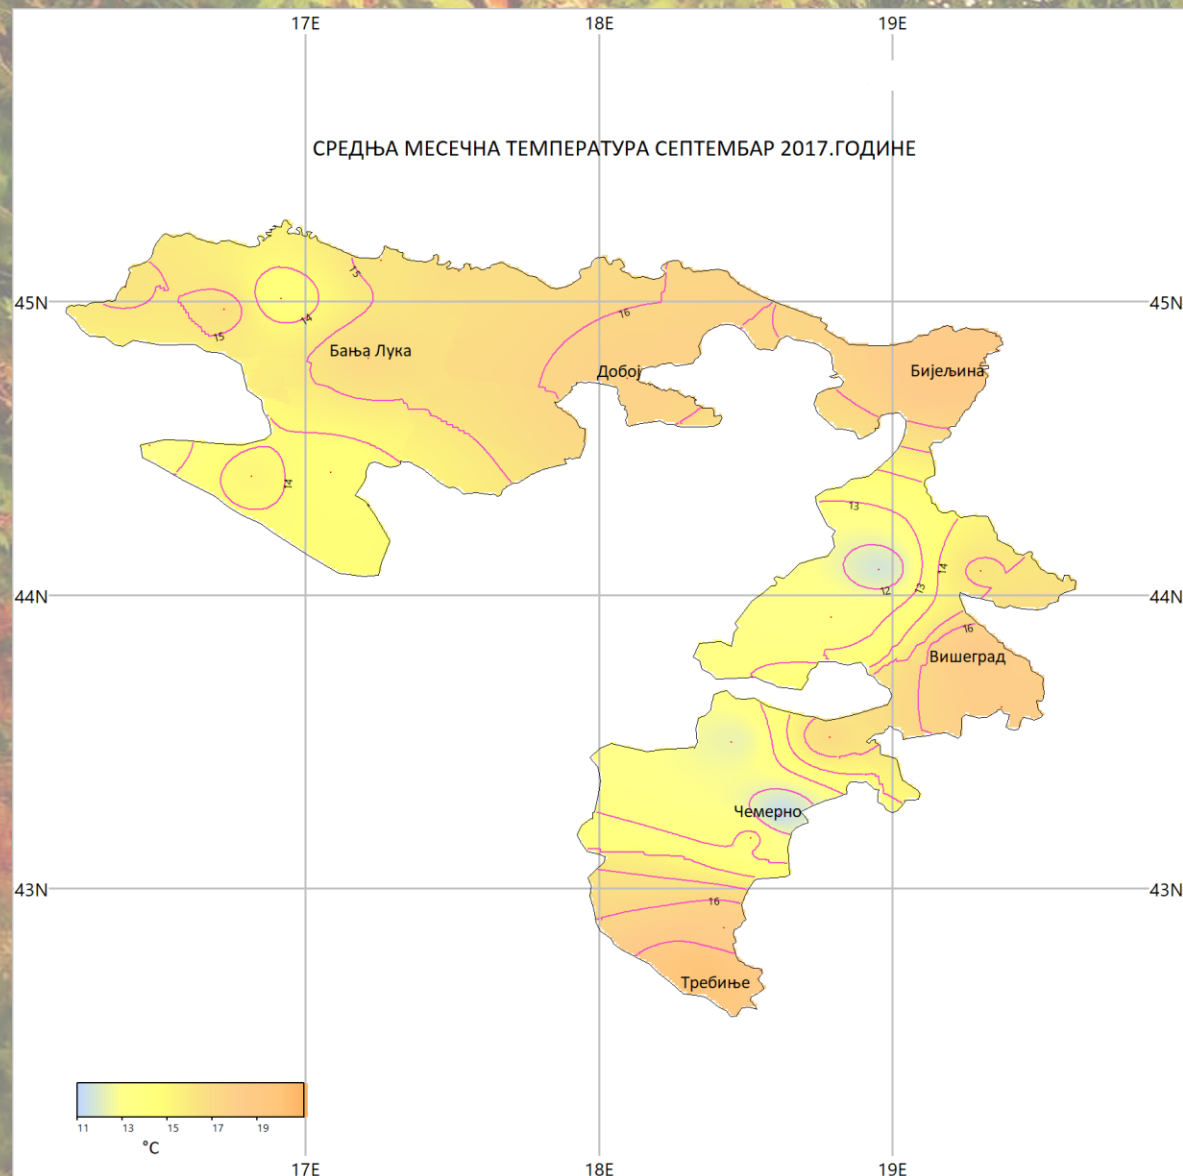 17E 18E 19E
СРЕДЊА МЕСЕЧНА ТЕМПЕРАТУРА СЕПТЕМБАР 2017.ГОДИНЕ
15
45N 45N
14
16
15
Бања Лука
Добој
Бијељина
14
13
14
12
13
44N 44N
16
Вишеград
Чемерно
43N 43N
16
Требиње
11 13 15 17 19
°C
17E 18E 19E